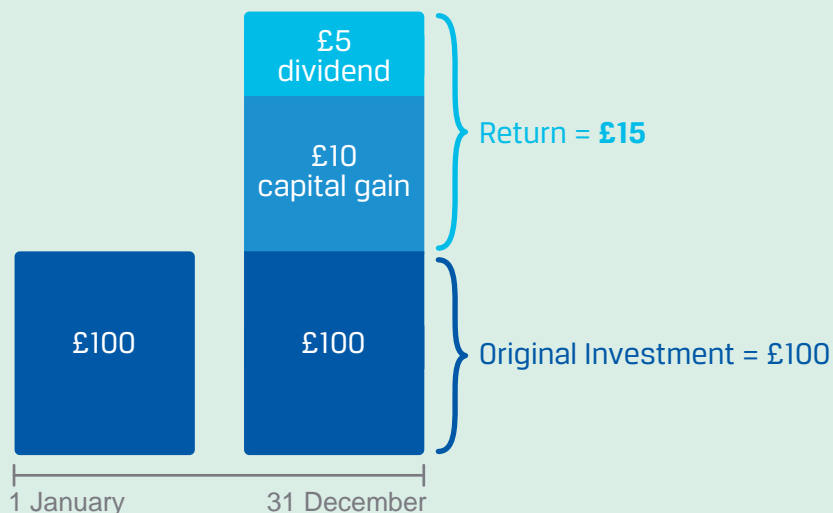 £5
dividend
Return = £15
£10
capital gain
£100
£100
Original Investment = £100
1 January
31 December